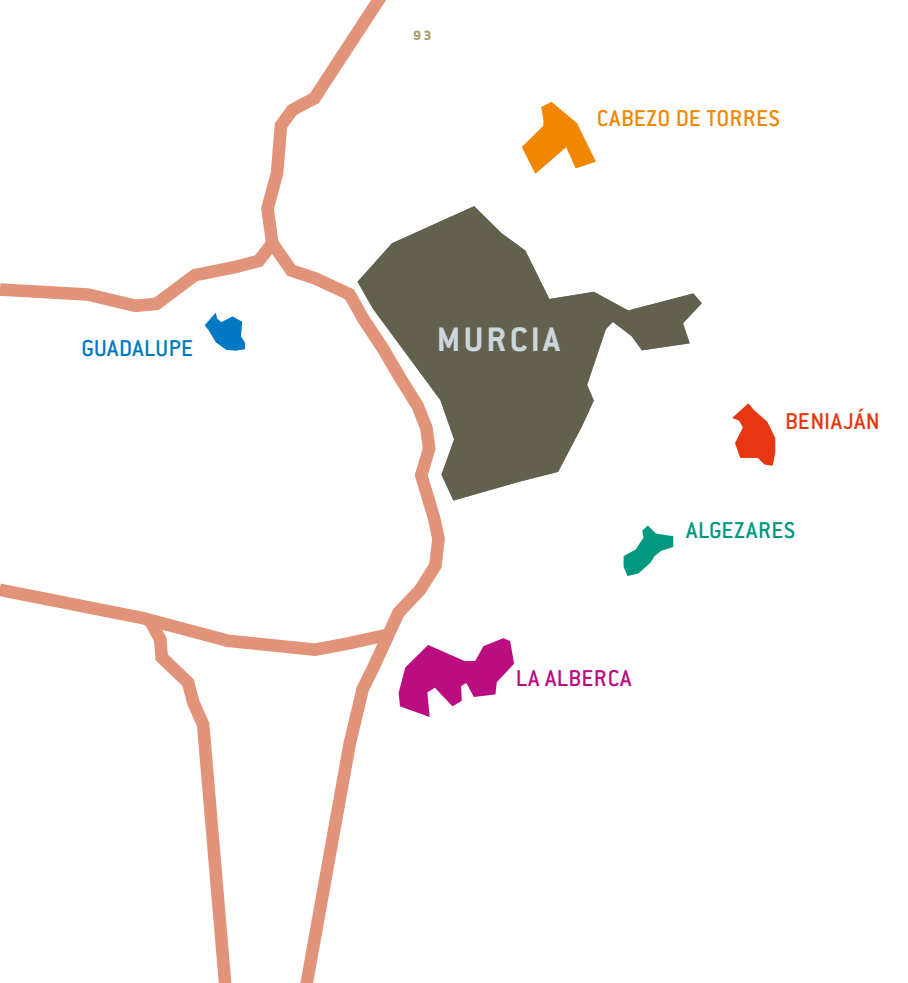 93
CABEZO DE TORRES
MURCIA
GUADALUPE
BENIAJÁN
ALGEZARES
LA ALBERCA